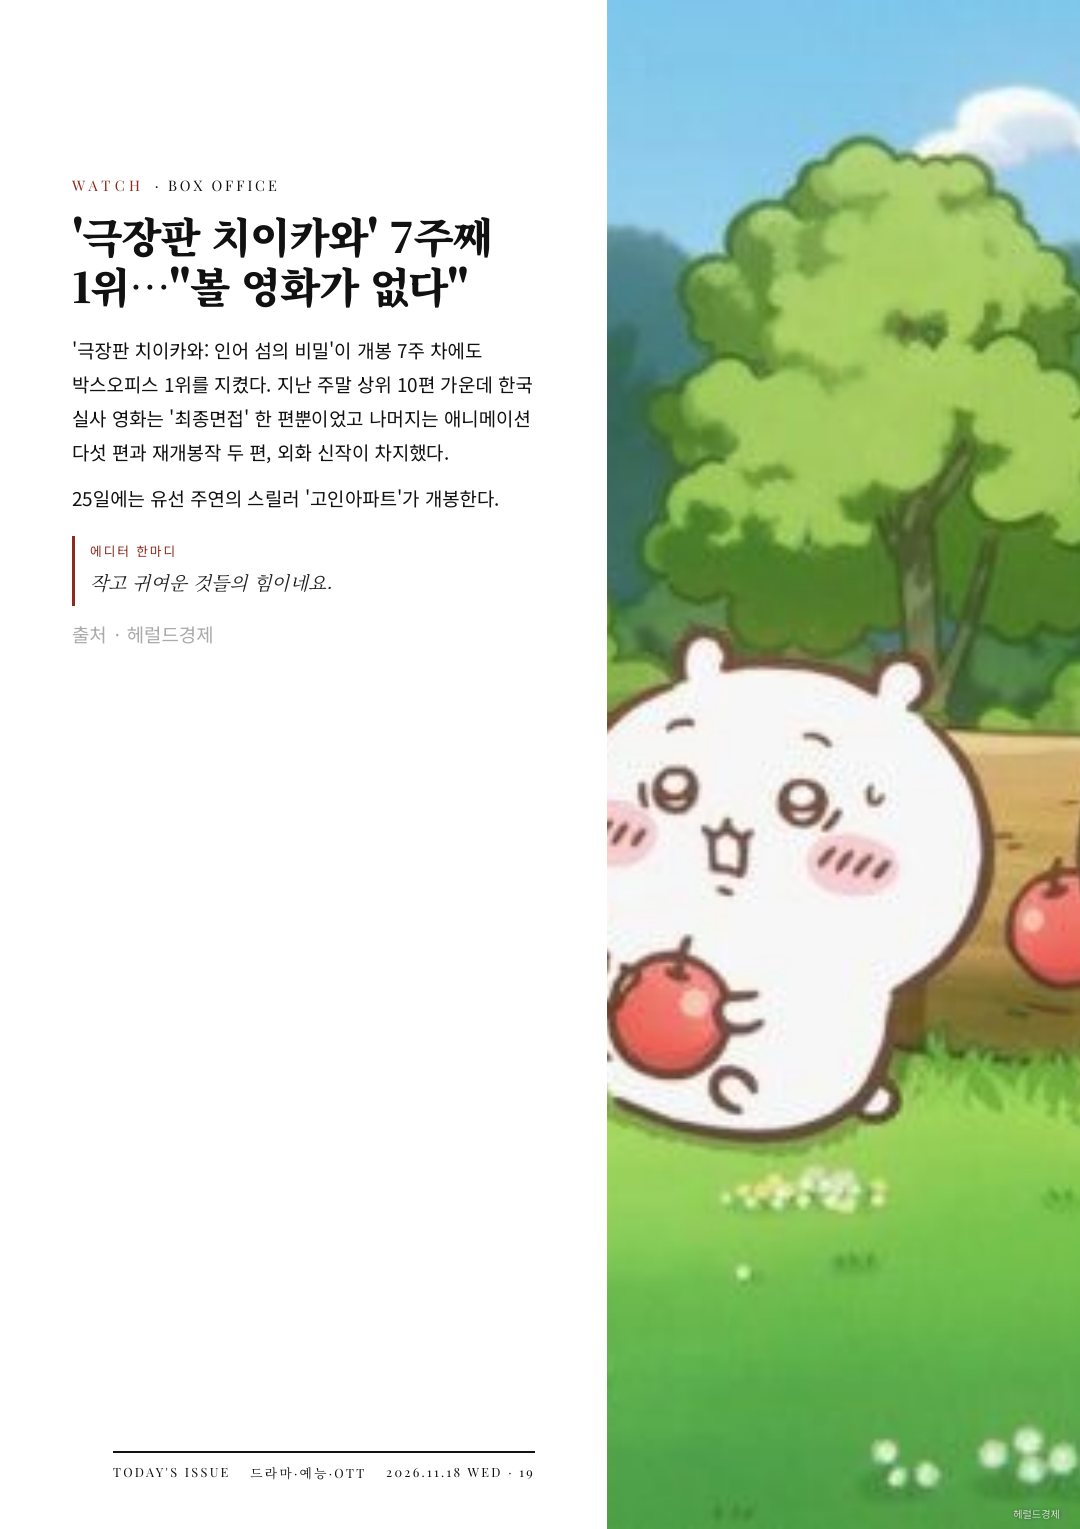 WATCH · BOX OFFICE
'극장판 치이카와' 7주째
1위…"볼 영화가 없다"
'극장판 치이카와: 인어 섬의 비밀'이 개봉 7주 차에도
박스오피스 1위를 지켰다. 지난 주말 상위 10편 가운데 한국
실사 영화는 '최종면접' 한 편뿐이었고 나머지는 애니메이션
다섯 편과 재개봉작 두 편, 외화 신작이 차지했다.
25일에는 유선 주연의 스릴러 '고인아파트'가 개봉한다.
에디터 한마디
작고 귀여운 것들의 힘이네요.
출처 · 헤럴드경제
TODAY'S ISSUE 드라마·예능·OTT 2026.11.18 WED · 19
헤럴드경제